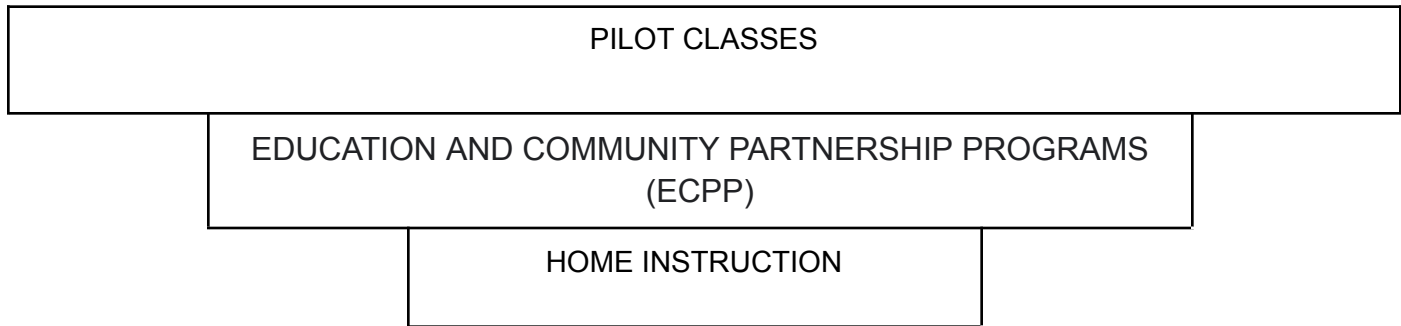 PILOT CLASSES
EDUCATION AND COMMUNITY PARTNERSHIP PROGRAMS
(ECPP)
HOME INSTRUCTION